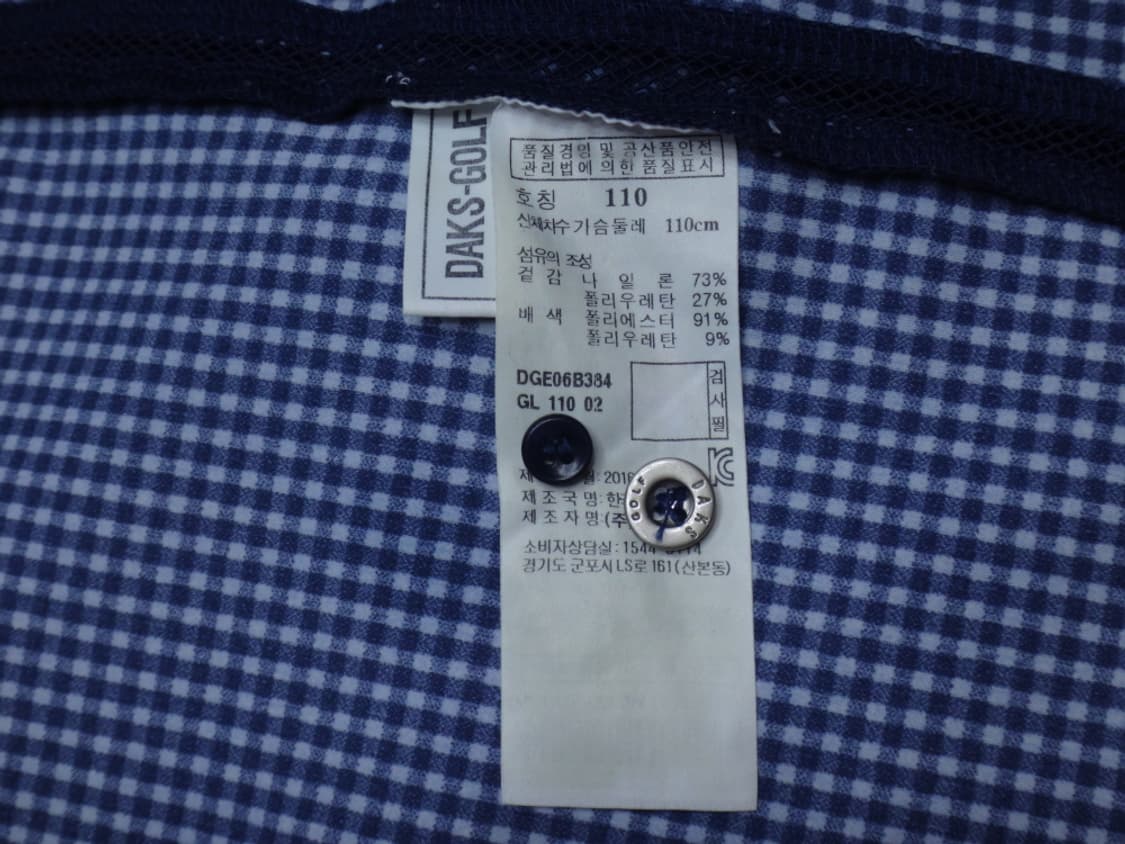 DAKS-GOLF
품질경영 및 공산품안전
관리법에 의한 품질표시
호칭 110
신체치수 가슴둘레 110cm
섬유의 조성
겉감 나일론 73%
폴리우레탄 27%
배색 폴리에스터 91%
폴리우레탄 9%
DGE06B384
GL 110 02
검사필
제
제조국명:한
제조자명:(주
소비자상담실:1544
경기도 군포시 LS로 161(산본동)
GOLF DAKS